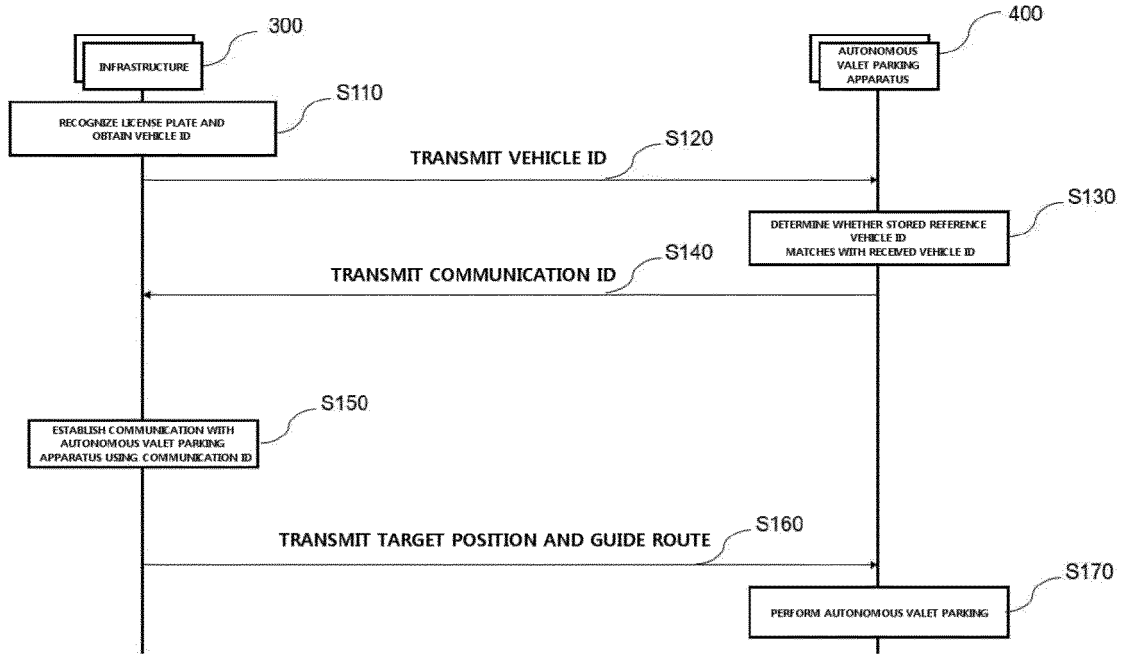 300
400
INFRASTRUCTURE
AUTONOMOUS
VALET PARKING
APPARATUS
S110
RECOGNIZE LICENSE PLATE AND
OBTAIN VEHICLE ID
TRANSMIT VEHICLE ID
S120
S130
DETERMINE WHETHER STORED REFERENCE
VEHICLE ID
MATCHES WITH RECEIVED VEHICLE ID
TRANSMIT COMMUNICATION ID
S140
S150
ESTABLISH COMMUNICATION WITH
AUTONOMOUS VALET PARKING
APPARATUS USING COMMUNICATION ID
TRANSMIT TARGET POSITION AND GUIDE ROUTE
S160
S170
PERFORM AUTONOMOUS VALET PARKING